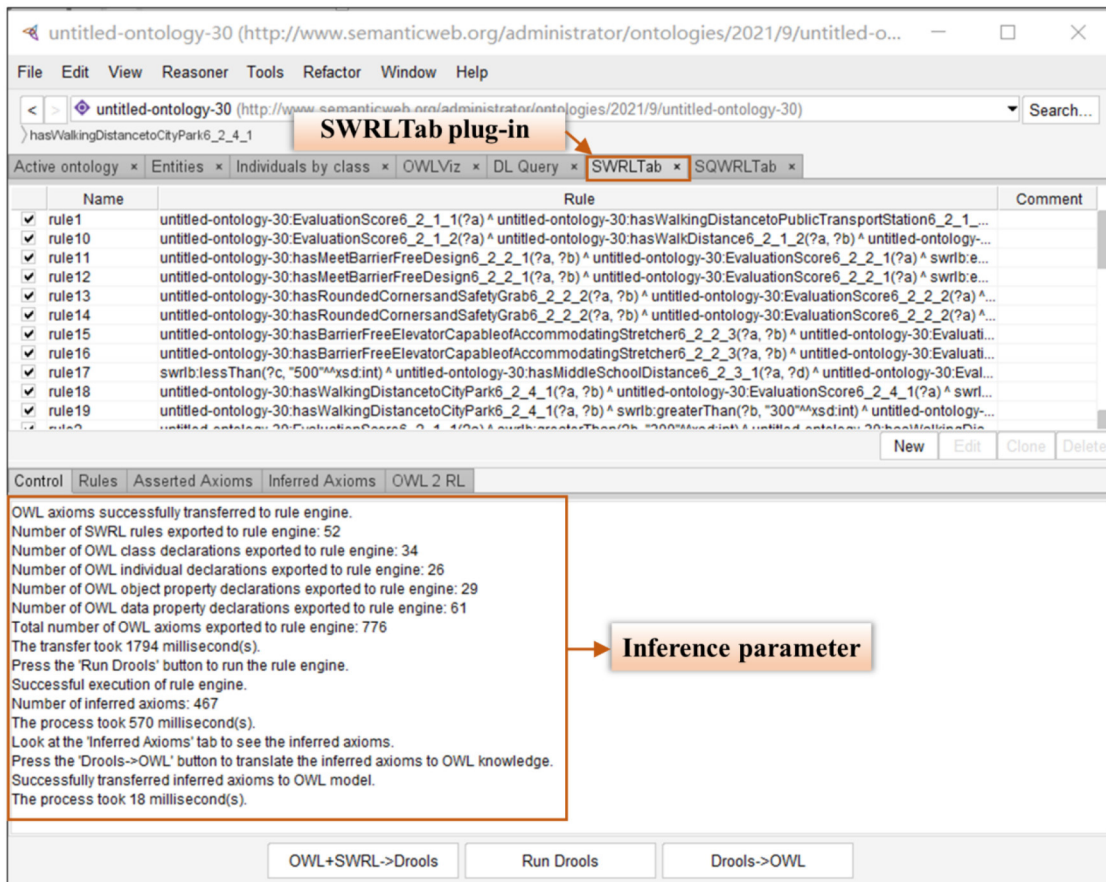 untitled-ontology-30 (http://www.semanticweb.org/administrator/ontologies/2021/9/untitled-o...
File Edit View Reasoner Tools Refactor Window Help
< > untitled-ontology-30 (http://www.semanticweb.org/administrator/ontologies/2021/9/untitled-ontology-30) Search...
hasWalkingDistancetoCityPark6_2_4_1
SWRLTab plug-in
Active ontology × Entities × Individuals by class × OWLViz × DL Query × SWRLTab × SQWRLTab ×
Name Rule Comment
rule1 untitled-ontology-30:EvaluationScore6_2_1_1(?a) ^ untitled-ontology-30:hasWalkingDistancetoPublicTransportStation6_2_1_...
rule10 untitled-ontology-30:EvaluationScore6_2_1_2(?a) ^ untitled-ontology-30:hasWalkDistance6_2_1_2(?a, ?b) ^ untitled-ontology-...
rule11 untitled-ontology-30:hasMeetBarrierFreeDesign6_2_2_1(?a, ?b) ^ untitled-ontology-30:EvaluationScore6_2_2_1(?a) ^ swrlb:e...
rule12 untitled-ontology-30:hasMeetBarrierFreeDesign6_2_2_1(?a, ?b) ^ untitled-ontology-30:EvaluationScore6_2_2_1(?a) ^ swrlb:e...
rule13 untitled-ontology-30:hasRoundedCornersandSafetyGrab6_2_2_2(?a, ?b) ^ untitled-ontology-30:EvaluationScore6_2_2_2(?a) ^...
rule14 untitled-ontology-30:hasRoundedCornersandSafetyGrab6_2_2_2(?a, ?b) ^ untitled-ontology-30:EvaluationScore6_2_2_2(?a) ^...
rule15 untitled-ontology-30:hasBarrierFreeElevatorCapableofAccommodatingStretcher6_2_2_3(?a, ?b) ^ untitled-ontology-30:Evaluati...
rule16 untitled-ontology-30:hasBarrierFreeElevatorCapableofAccommodatingStretcher6_2_2_3(?a, ?b) ^ untitled-ontology-30:Evaluati...
rule17 swrlb:lessThan(?c, "500"^^xsd:int) ^ untitled-ontology-30:hasMiddleSchoolDistance6_2_3_1(?a, ?d) ^ untitled-ontology-30:Eval...
rule18 untitled-ontology-30:hasWalkingDistancetoCityPark6_2_4_1(?a, ?b) ^ untitled-ontology-30:EvaluationScore6_2_4_1(?a) ^ swrl...
rule19 untitled-ontology-30:hasWalkingDistancetoCityPark6_2_4_1(?a, ?b) ^ swrlb:greaterThan(?b, "300"^^xsd:int) ^ untitled-ontology-...
rule2 untitled-ontology-30:EvaluationScore6_2_1_1(?a) ^ swrlb:greaterThan(?b, "300"^^xsd:int) ^ untitled-ontology-30:hasWalkingDis...
New Edit Clone Delete
Control Rules Asserted Axioms Inferred Axioms OWL 2 RL
OWL axioms successfully transferred to rule engine.
Number of SWRL rules exported to rule engine: 52
Number of OWL class declarations exported to rule engine: 34
Number of OWL individual declarations exported to rule engine: 26
Number of OWL object property declarations exported to rule engine: 29
Number of OWL data property declarations exported to rule engine: 61
Total number of OWL axioms exported to rule engine: 776
The transfer took 1794 millisecond(s).
Press the 'Run Drools' button to run the rule engine.
Successful execution of rule engine.
Number of inferred axioms: 467
The process took 570 millisecond(s).
Look at the 'Inferred Axioms' tab to see the inferred axioms.
Press the 'Drools->OWL' button to translate the inferred axioms to OWL knowledge.
Successfully transferred inferred axioms to OWL model.
The process took 18 millisecond(s).
Inference parameter
OWL+SWRL->Drools Run Drools Drools->OWL